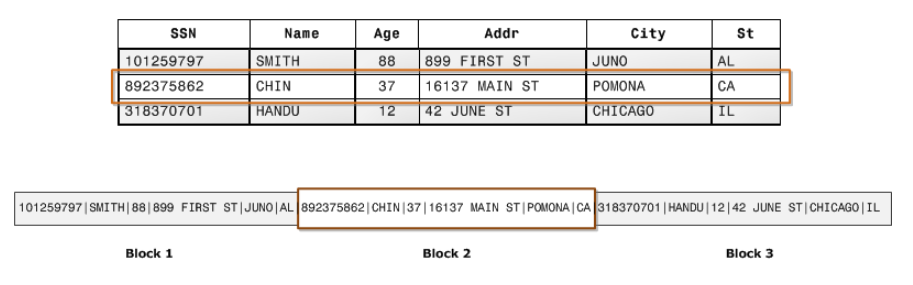 SSN Name Age Addr City St
101259797 SMITH 88 899 FIRST ST JUNO AL
892375862 CHIN 37 16137 MAIN ST POMONA CA
318370701 HANDU 12 42 JUNE ST CHICAGO IL
101259797|SMITH|88|899 FIRST ST|JUNO|AL 892375862|CHIN|37|16137 MAIN ST|POMONA|CA 318370701|HANDU|12|42 JUNE ST|CHICAGO|IL
Block 1 Block 2 Block 3